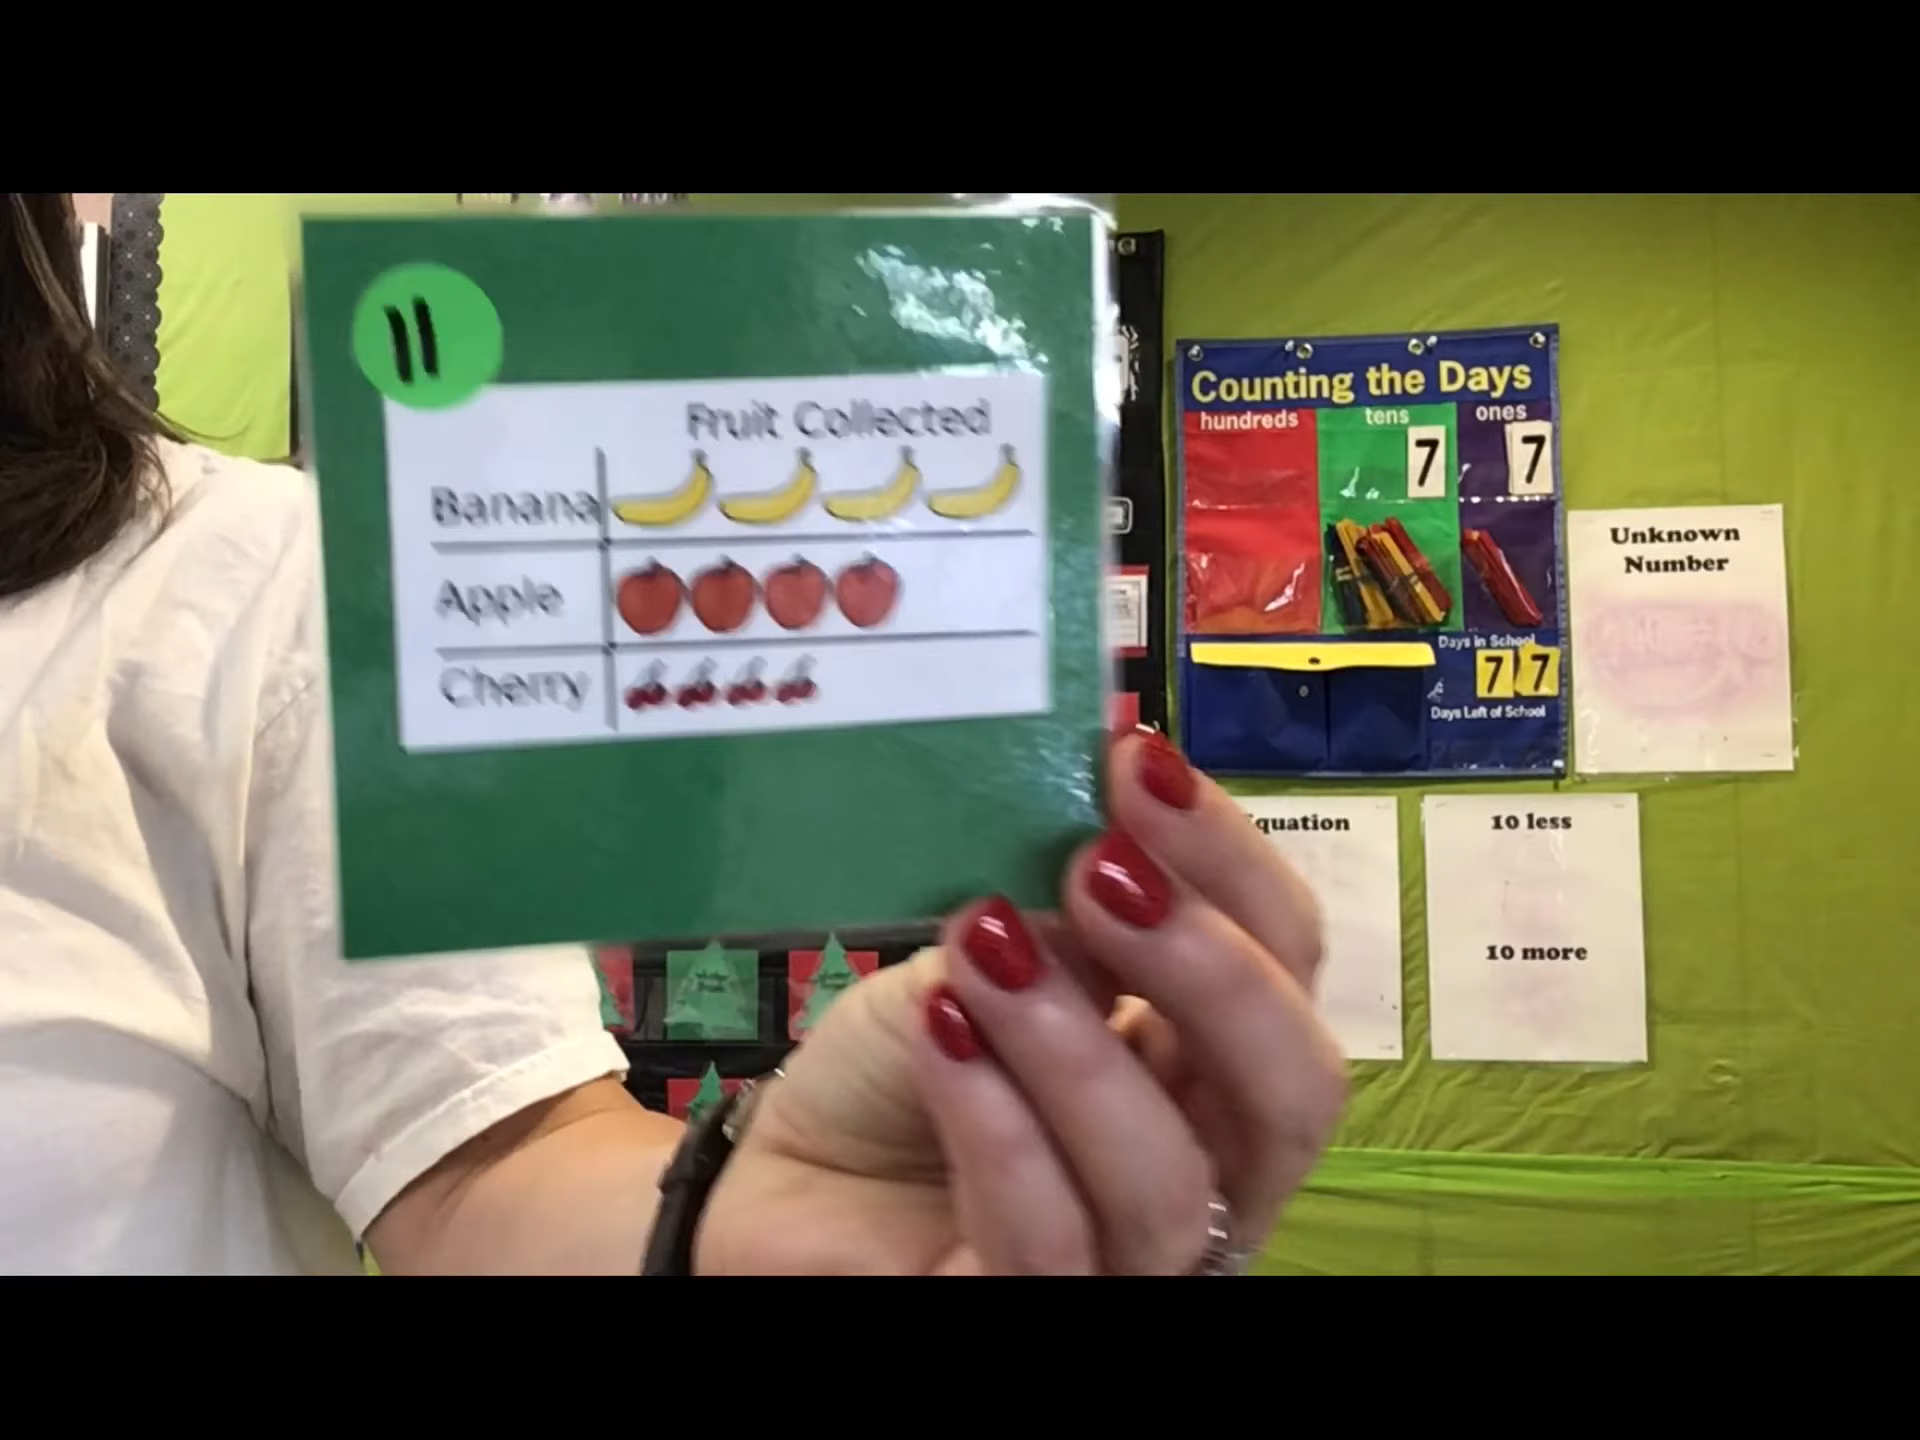 11
Fruit Collected
Banana
Apple
Cherry
Counting the Days
hundreds tens ones
7 7
Days in School
7 7
Days Left of School
Unknown
Number
Equation
10 less
10 more